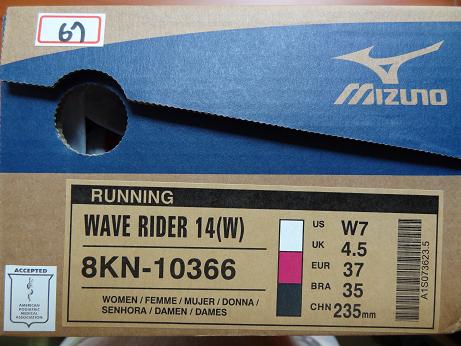 67
MIZUNO
RUNNING
WAVE RIDER 14(W)
8KN-10366
WOMEN / FEMME / MUJER / DONNA /
SENHORA / DAMEN / DAMES
US W7
UK 4.5
EUR 37
BRA 35
CHN 235mm
A1S073623.5
ACCEPTED
AMERICAN
PODIATRIC
MEDICAL
ASSOCIATION